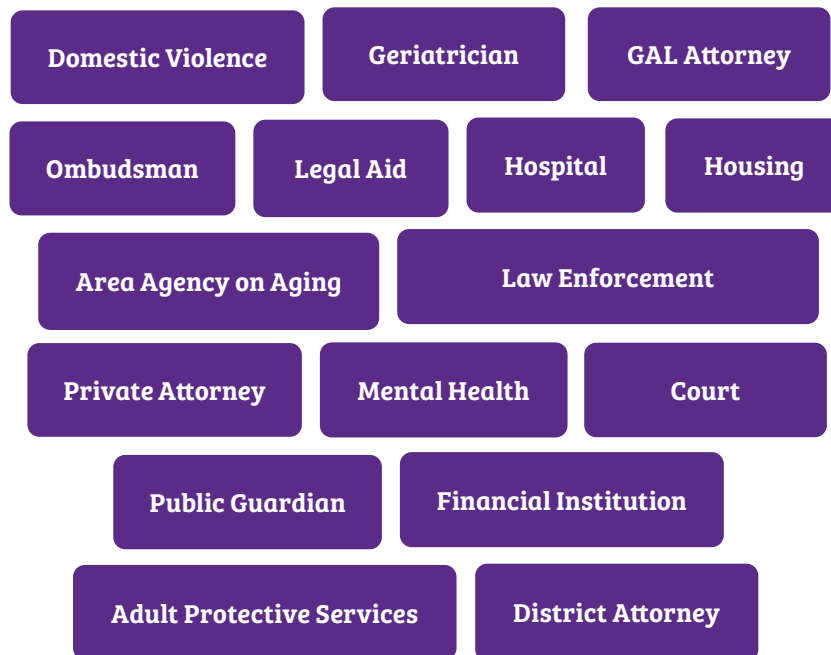 Domestic Violence
Geriatrician
GAL Attorney
Ombudsman
Legal Aid
Hospital
Housing
Area Agency on Aging
Law Enforcement
Private Attorney
Mental Health
Court
Public Guardian
Financial Institution
Adult Protective Services
District Attorney